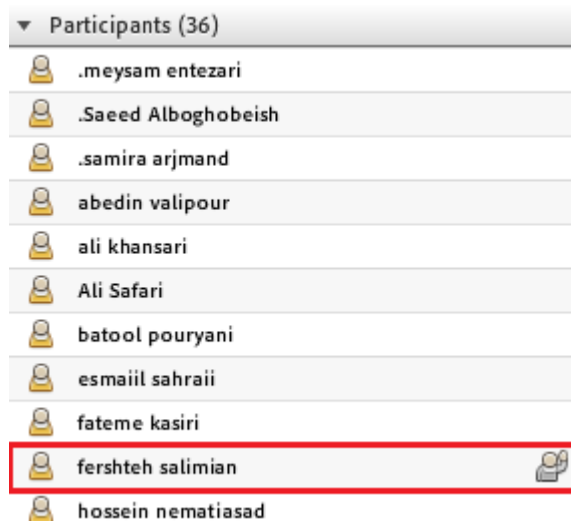 Participants (36)
.meysam entezari
.Saeed Alboghobeish
.samira arjmand
abedin valipour
ali khansari
Ali Safari
batool pouryani
esmaiil sahraii
fateme kasiri
fershteh salimian
hossein nematiasad